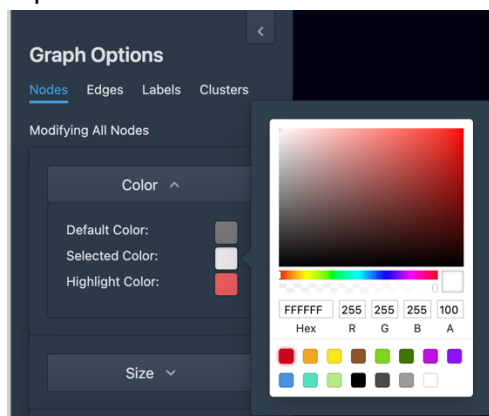 Graph Options
Nodes Edges Labels Clusters
Modifying All Nodes
Color
Default Color:
Selected Color:
Highlight Color:
Size
FFFFFF 255 255 255 100
Hex R G B A